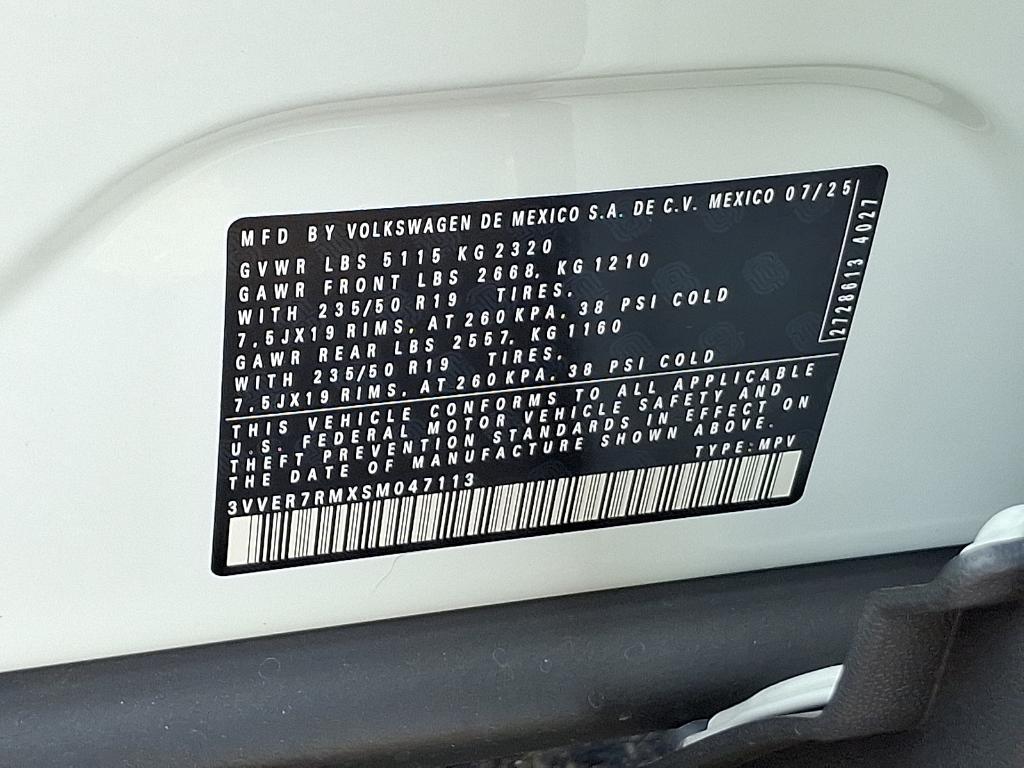 MFD BY VOLKSWAGEN DE MEXICO S.A. DE C.V. MEXICO 07/25
GVWR LBS 5115 KG 2320
GAWR FRONT LBS 2668, KG 1210
WITH 235/50 R19 TIRES,
7,5JX19 RIMS, AT 260KPA, 38 PSI COLD
GAWR REAR LBS 2557, KG 1160
WITH 235/50 R19 TIRES,
7,5JX19 RIMS, AT 260KPA, 38 PSI COLD
2728613 4027
THIS VEHICLE CONFORMS TO ALL APPLICABLE
U.S. FEDERAL MOTOR VEHICLE SAFETY AND
THEFT PREVENTION STANDARDS IN EFFECT ON
THE DATE OF MANUFACTURE SHOWN ABOVE.
TYPE: MPV
3VVER7RMXSM047113